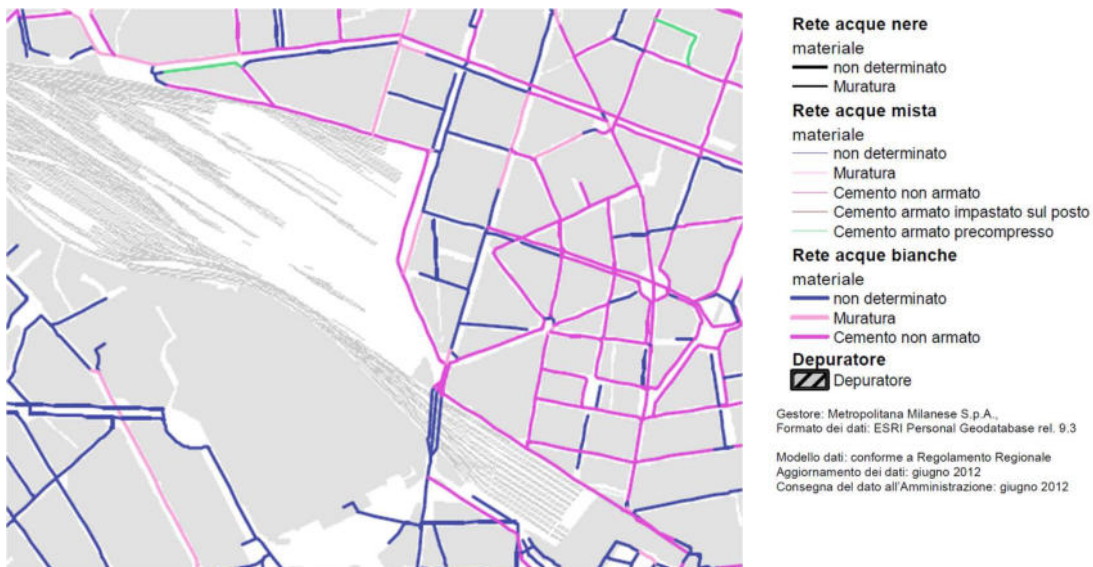 Rete acque nere
materiale
non determinato
Muratura
Rete acque mista
materiale
non determinato
Muratura
Cemento non armato
Cemento armato impastato sul posto
Cemento armato precompresso
Rete acque bianche
materiale
non determinato
Muratura
Cemento non armato
Depuratore
Depuratore
Gestore: Metropolitana Milanese S.p.A.,
Formato dei dati: ESRI Personal Geodatabase rel. 9.3
Modello dati: conforme a Regolamento Regionale
Aggiornamento dei dati: giugno 2012
Consegna del dato all'Amministrazione: giugno 2012